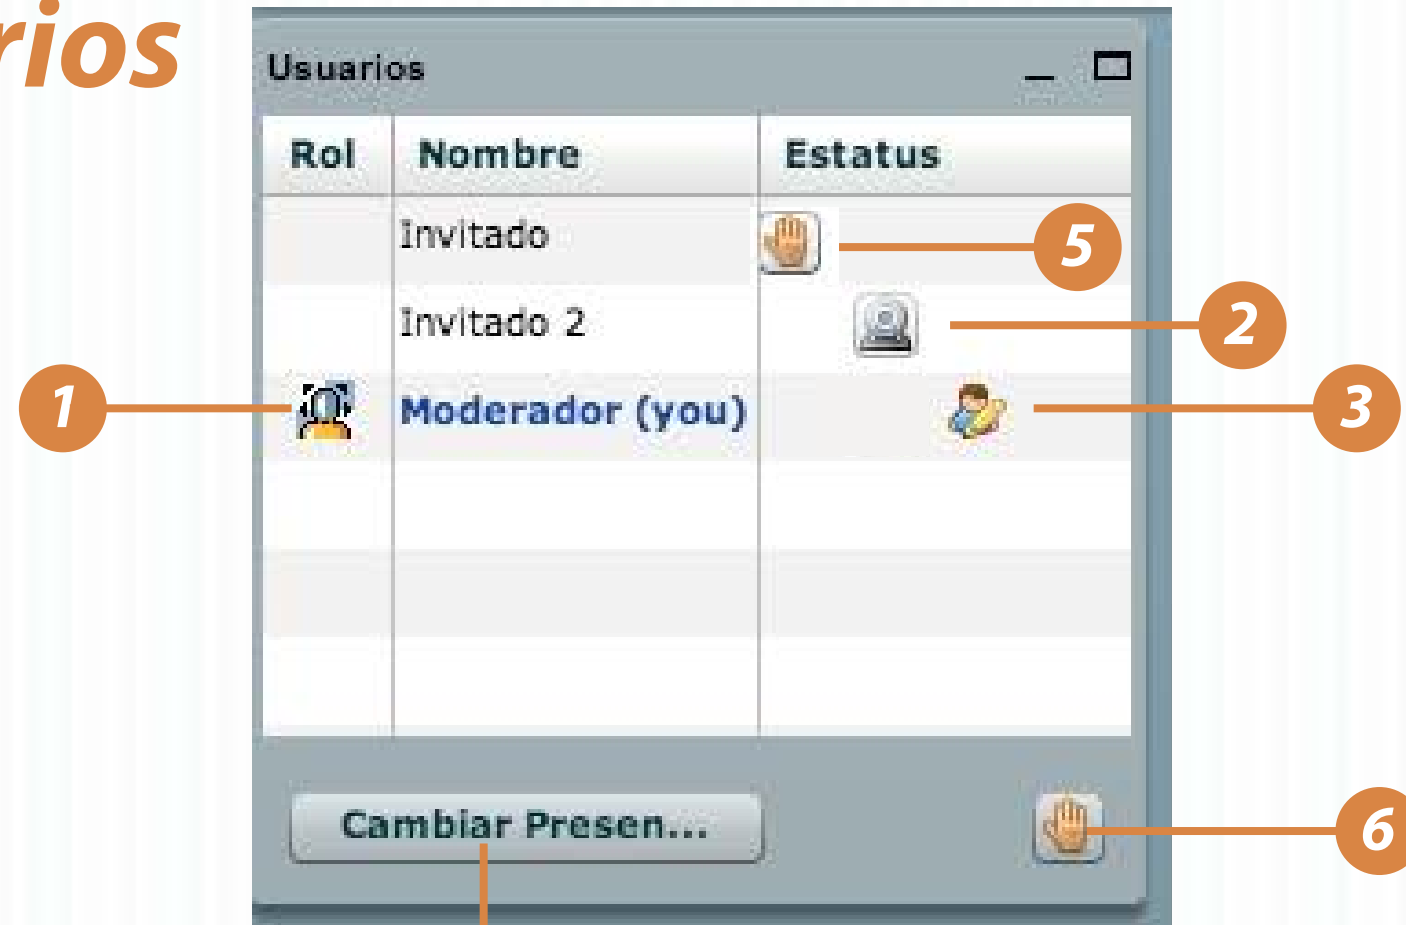 rios
Usuarios
Rol Nombre Estatus
Invitado 5
Invitado 2 2
1 Moderador (you) 3
Cambiar Presen... 6